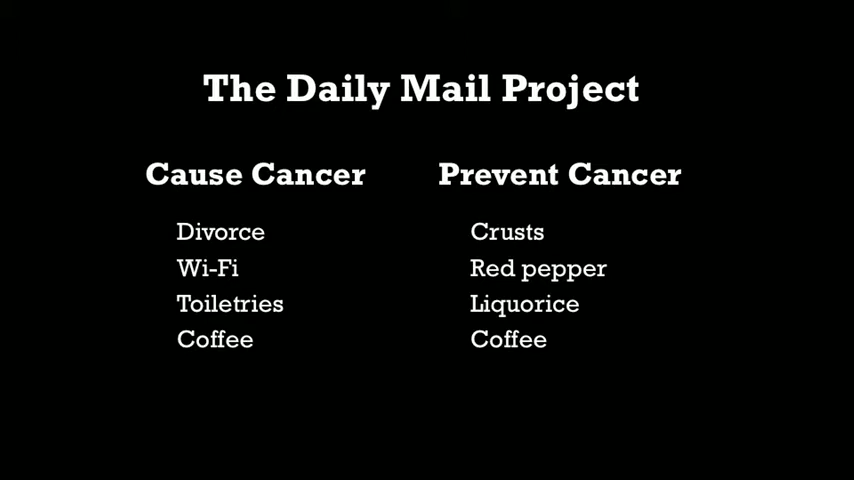 The Daily Mail Project
Cause Cancer
Divorce
Wi-Fi
Toiletries
Coffee
Prevent Cancer
Crusts
Red pepper
Liquorice
Coffee